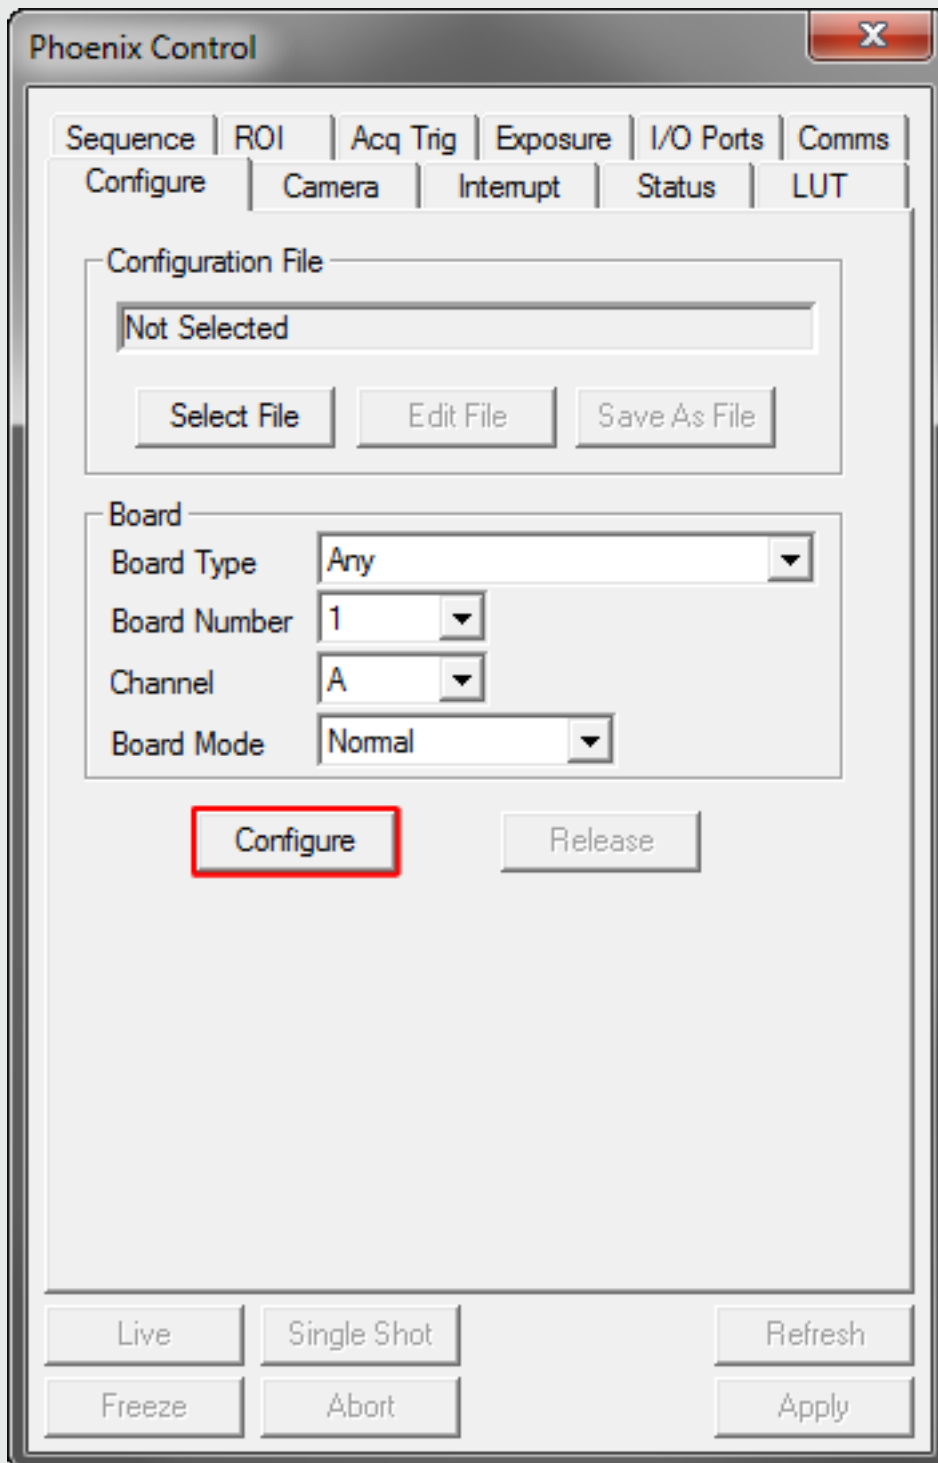 Phoenix Control
Sequence ROI Acq Trig Exposure I/O Ports Comms
Configure Camera Interrupt Status LUT
Configuration File
Not Selected
Select File Edit File Save As File
Board
Board Type Any
Board Number 1
Channel A
Board Mode Normal
Configure Release
Live Single Shot Refresh
Freeze Abort Apply